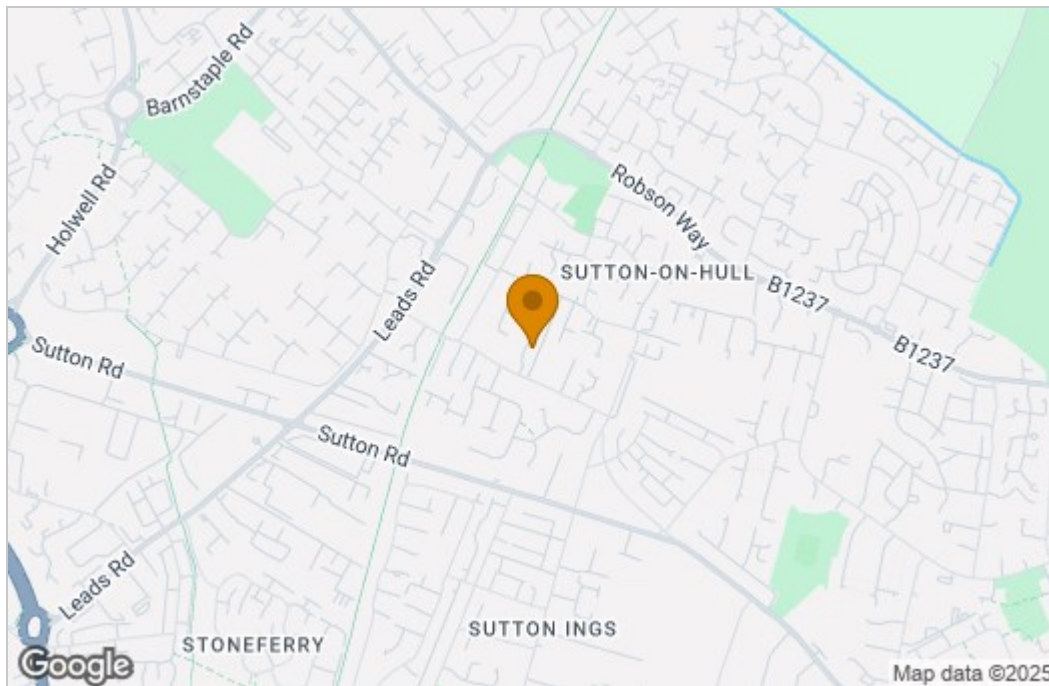 Barnstaple Rd
Holwell Rd
Robson Way
SUTTON-ON-HULL
B1237
Leads Rd
B1237
Sutton Rd
Sutton Rd
Leads Rd
SUTTON INGS
STONEFERRY
Google
Map data ©2025